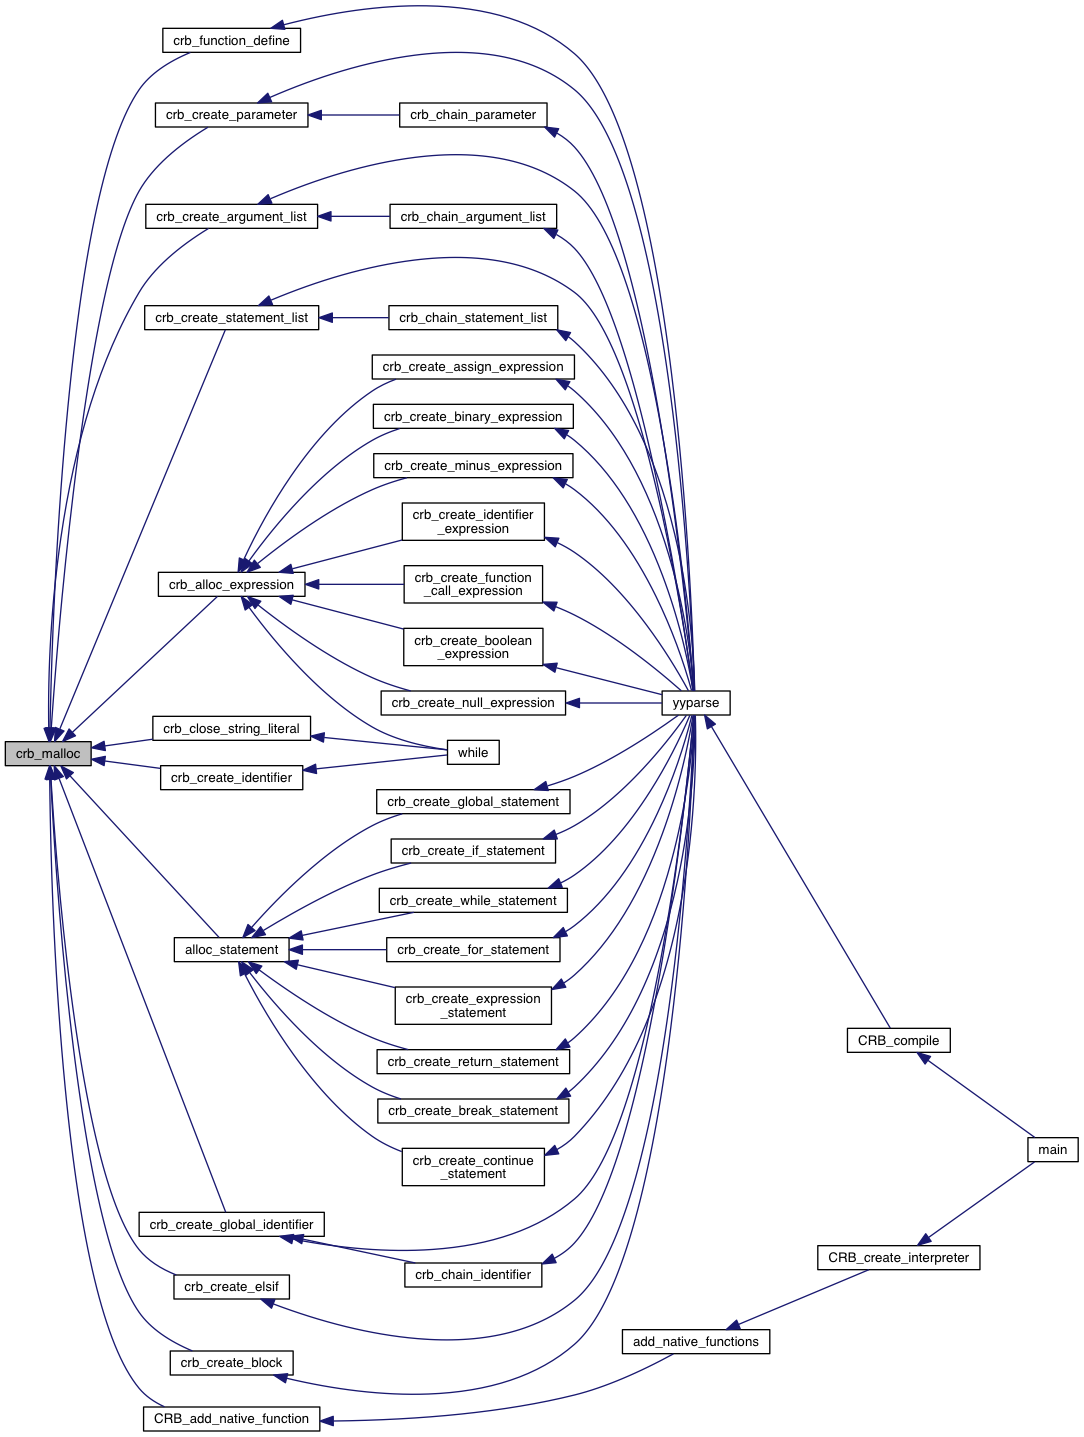 crb_function_define
crb_create_parameter
crb_chain_parameter
crb_create_argument_list
crb_chain_argument_list
crb_create_statement_list
crb_chain_statement_list
crb_create_assign_expression
crb_create_binary_expression
crb_create_minus_expression
crb_create_identifier
_expression
crb_alloc_expression
crb_create_function
_call_expression
crb_create_boolean
_expression
crb_create_null_expression
yyparse
crb_close_string_literal
crb_malloc
while
crb_create_identifier
crb_create_global_statement
crb_create_if_statement
crb_create_while_statement
alloc_statement
crb_create_for_statement
crb_create_expression
_statement
CRB_compile
crb_create_return_statement
crb_create_break_statement
main
crb_create_continue
_statement
crb_create_global_identifier
CRB_create_interpreter
crb_chain_identifier
crb_create_elsif
add_native_functions
crb_create_block
CRB_add_native_function